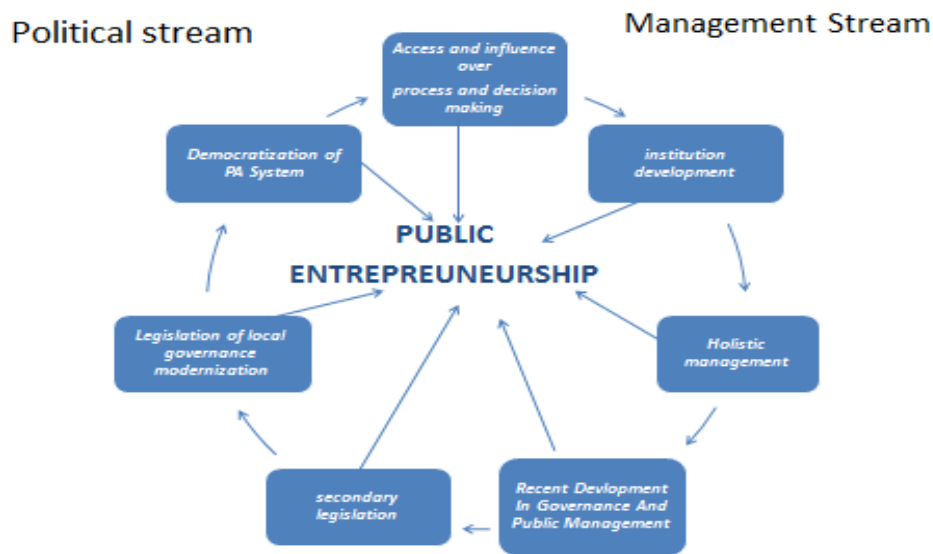 Political stream
Management Stream
Access and influence
over
process and decision
making
institution
development
Holistic
management
Recent Devlopment
In Governance And
Public Management
secondary
legislation
Legislation of local
governance
modernization
Democratization of
PA System
PUBLIC
ENTREPREUNEURSHIP